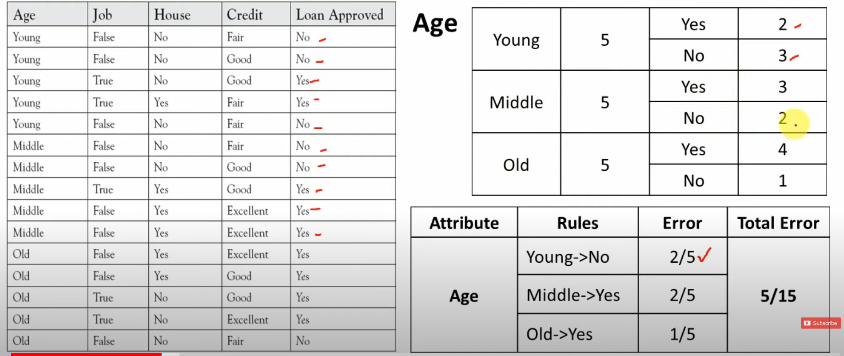 Age Job House Credit Loan Approved
Young False No Fair No
Young False No Good No
Young True No Good Yes
Young True Yes Fair Yes
Young False No Fair No
Middle False No Fair No
Middle False No Good No
Middle True Yes Good Yes
Middle False Yes Excellent Yes
Middle False Yes Excellent Yes
Old False Yes Excellent Yes
Old False Yes Good Yes
Old True No Good Yes
Old True No Excellent Yes
Old False No Fair No
Age
Young 5 Yes 2
No 3
Middle 5 Yes 3
No 2
Old 5 Yes 4
No 1
Attribute Rules Error Total Error
Age Young->No 2/5 5/15
Middle->Yes 2/5
Old->Yes 1/5
Subscribe